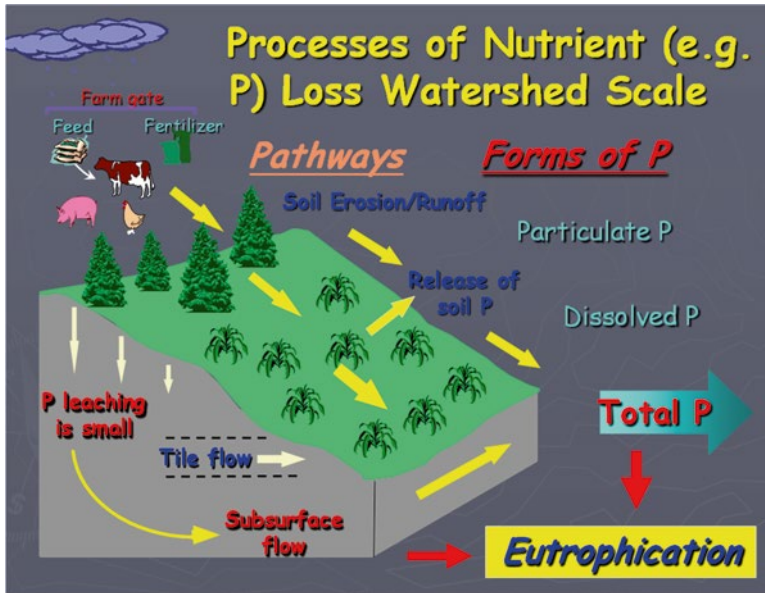 Processes of Nutrient (e.g.
P) Loss Watershed Scale
Farm gate
Feed
Fertilizer
Pathways
Forms of P
Soil Erosion/Runoff
Particulate P
Release of
soil P
Dissolved P
P leaching
is small
Total P
Tile flow
Subsurface
flow
Eutrophication